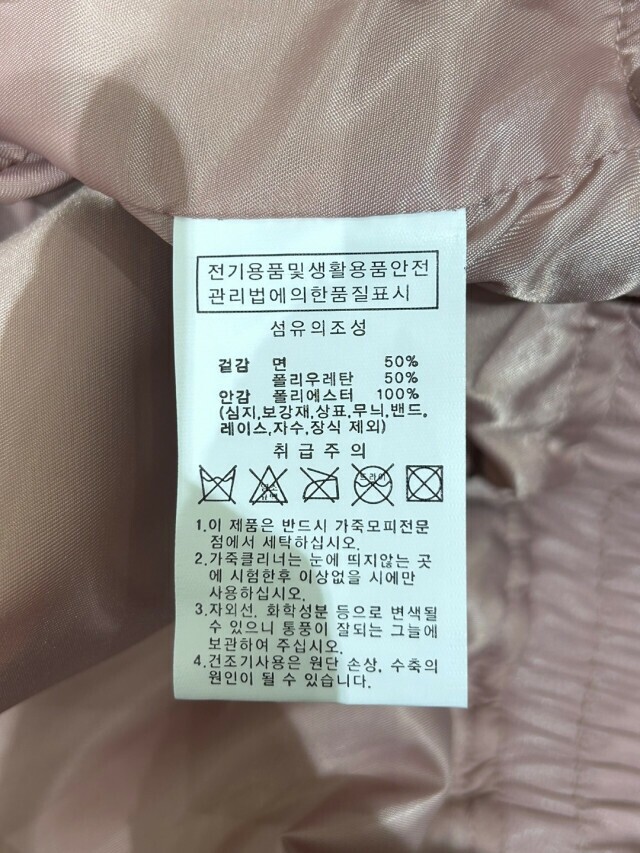 전기용품및생활용품안전
관리법에의한품질표시
섬유의조성
겉감 면 50%
폴리우레탄 50%
안감 폴리에스터 100%
(심지,보강재,상표,무늬,밴드,
레이스,자수,장식 제외)
취급주의
드라이
1.이 제품은 반드시 가죽모피전문
점에서 세탁하십시오.
2.가죽클리너는 눈에 띄지않는 곳
에 시험한후 이상없을 시에만
사용하십시오.
3.자외선, 화학성분 등으로 변색될
수 있으니 통풍이 잘되는 그늘에
보관하여 주십시오.
4.건조기사용은 원단 손상, 수축의
원인이 될 수 있습니다.